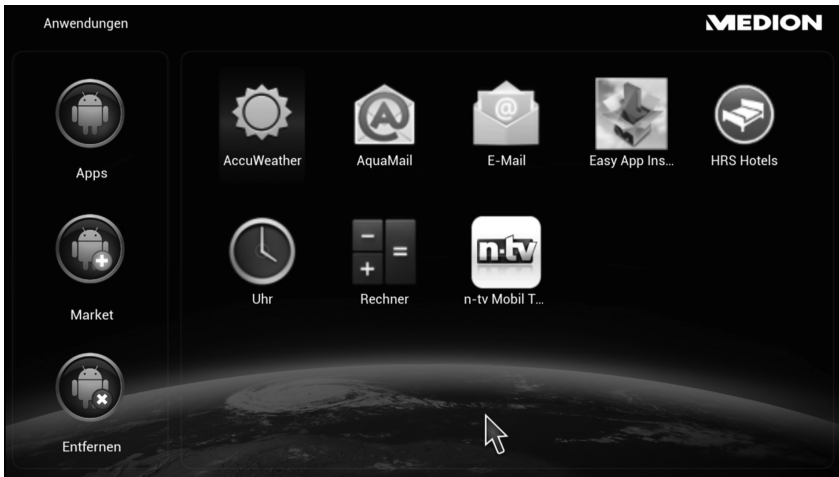 Anwendungen
MEDION
Apps
Market
Entfernen
AccuWeather
AquaMail
E-Mail
Easy App Ins...
HRS Hotels
Uhr
Rechner
n-tv
n-tv Mobil T...